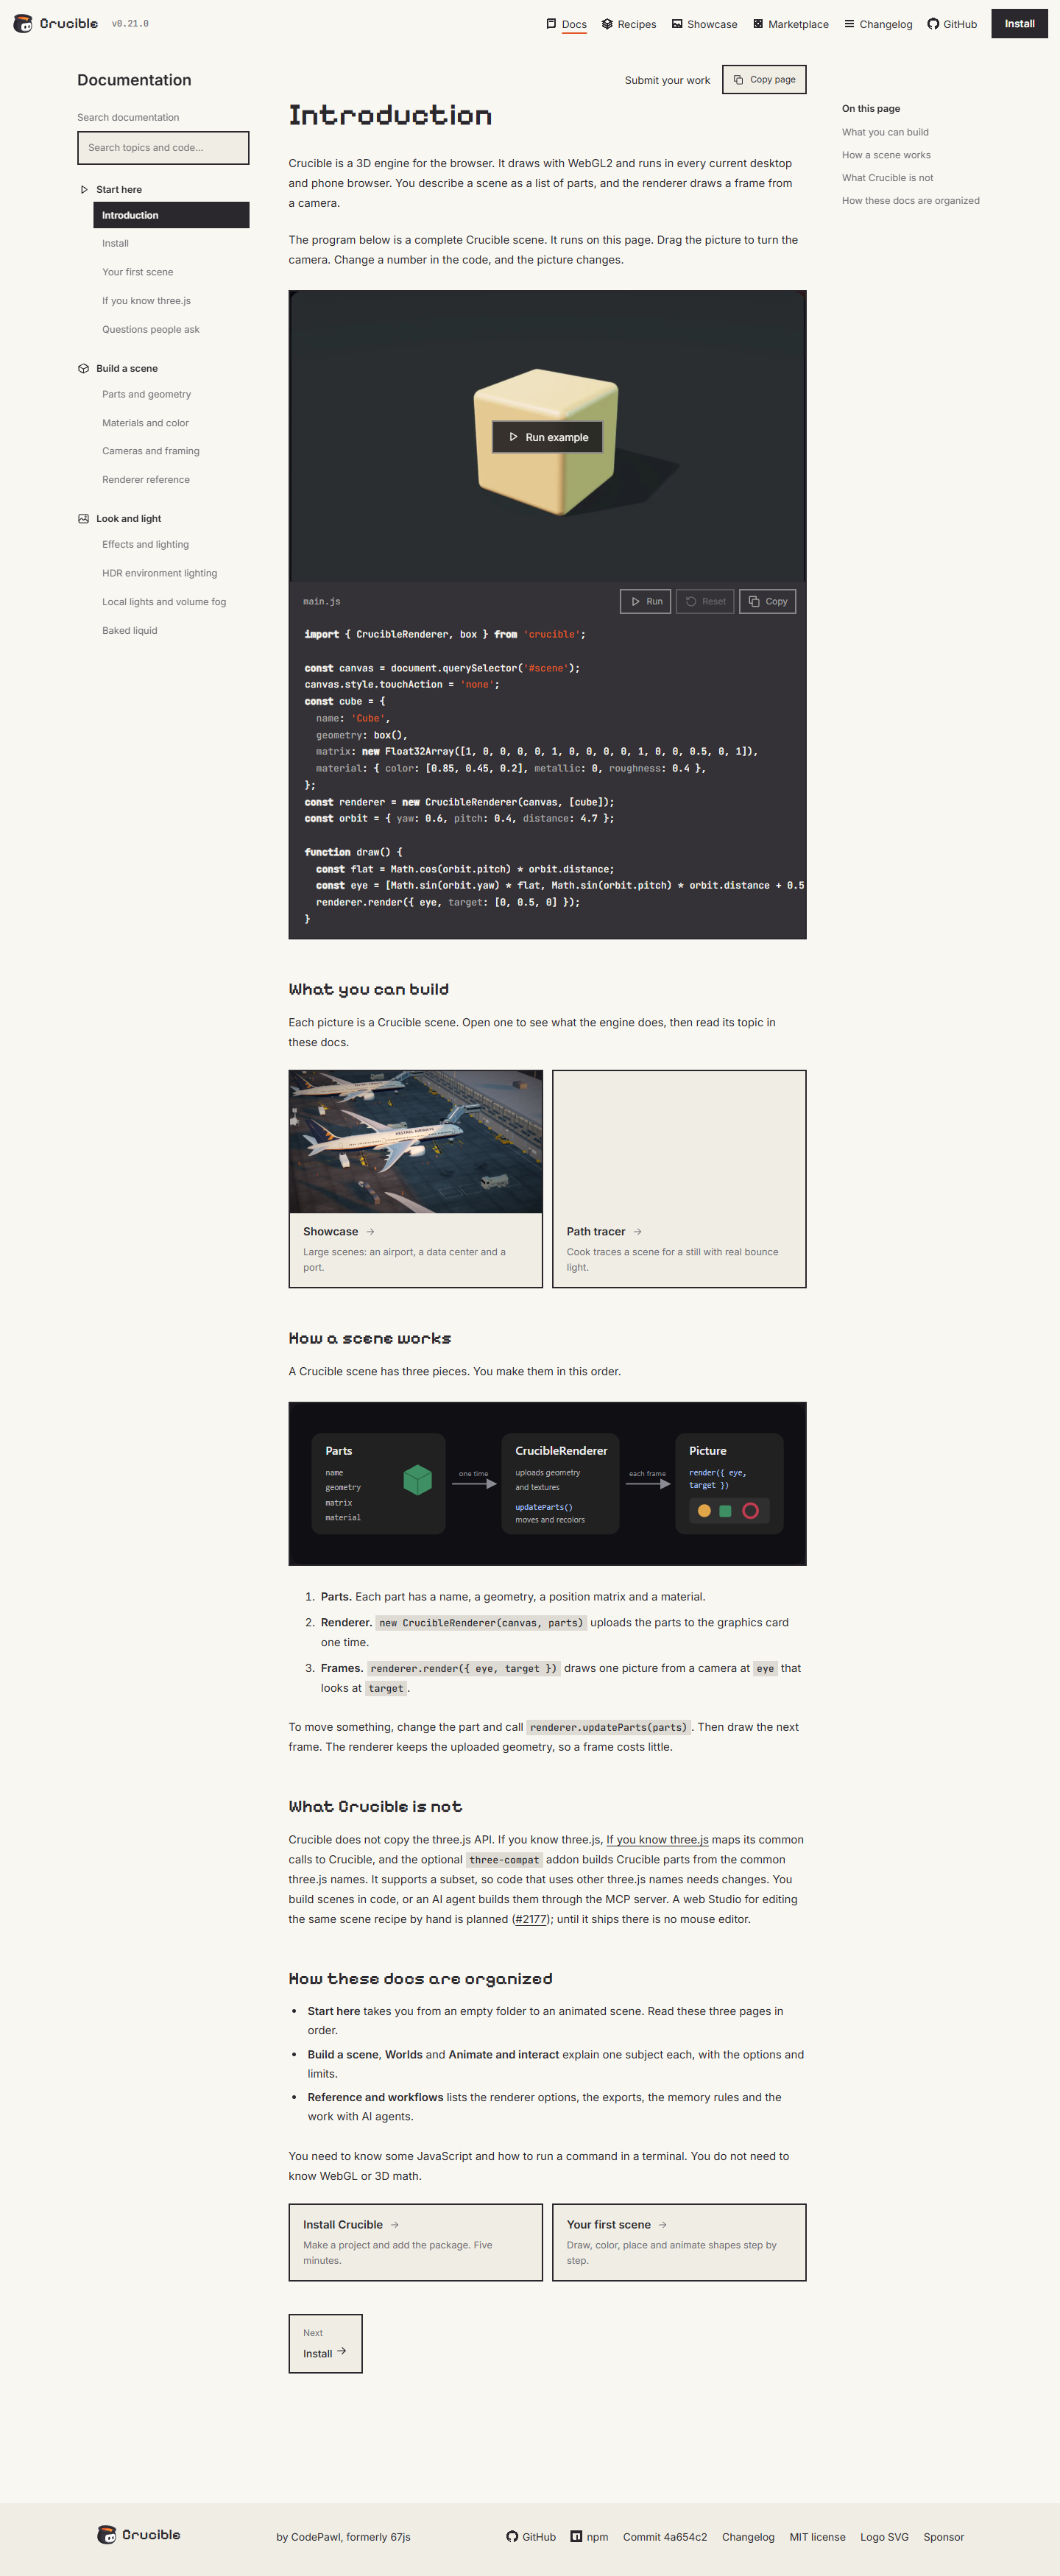 Crucible v0.21.0
Docs Recipes Showcase Marketplace Changelog GitHub Install
Documentation
Search documentation
Search topics and code...
Start here
Introduction
Install
Your first scene
If you know three.js
Questions people ask
Build a scene
Parts and geometry
Materials and color
Cameras and framing
Renderer reference
Look and light
Effects and lighting
HDR environment lighting
Local lights and volume fog
Baked liquid
Submit your work Copy page
Introduction
Crucible is a 3D engine for the browser. It draws with WebGL2 and runs in every current desktop
and phone browser. You describe a scene as a list of parts, and the renderer draws a frame from
a camera.
The program below is a complete Crucible scene. It runs on this page. Drag the picture to turn the
camera. Change a number in the code, and the picture changes.
Run example
main.js Run Reset Copy
import { CrucibleRenderer, box } from 'crucible';
const canvas = document.querySelector('#scene');
canvas.style.touchAction = 'none';
const cube = {
name: 'Cube',
geometry: box(),
matrix: new Float32Array([1, 0, 0, 0, 0, 1, 0, 0, 0, 0, 1, 0, 0, 0.5, 0, 1]),
material: { color: [0.85, 0.45, 0.2], metallic: 0, roughness: 0.4 },
};
const renderer = new CrucibleRenderer(canvas, [cube]);
const orbit = { yaw: 0.6, pitch: 0.4, distance: 4.7 };
function draw() {
const flat = Math.cos(orbit.pitch) * orbit.distance;
const eye = [Math.sin(orbit.yaw) * flat, Math.sin(orbit.pitch) * orbit.distance + 0.5
renderer.render({ eye, target: [0, 0.5, 0] });
}
What you can build
Each picture is a Crucible scene. Open one to see what the engine does, then read its topic in
these docs.
KESTREL AIRWAYS
Showcase →
Large scenes: an airport, a data center and a
port.
Path tracer →
Cook traces a scene for a still with real bounce
light.
How a scene works
A Crucible scene has three pieces. You make them in this order.
Parts
name
geometry
matrix
material
one time
CrucibleRenderer
uploads geometry
and textures
updateParts()
moves and recolors
each frame
Picture
render({ eye,
target })
1. Parts. Each part has a name, a geometry, a position matrix and a material.
2. Renderer. new CrucibleRenderer(canvas, parts) uploads the parts to the graphics card
one time.
3. Frames. renderer.render({ eye, target }) draws one picture from a camera at eye that
looks at target.
To move something, change the part and call renderer.updateParts(parts). Then draw the next
frame. The renderer keeps the uploaded geometry, so a frame costs little.
What Crucible is not
Crucible does not copy the three.js API. If you know three.js, If you know three.js maps its common
calls to Crucible, and the optional three-compat addon builds Crucible parts from the common
three.js names. It supports a subset, so code that uses other three.js names needs changes. You
build scenes in code, or an AI agent builds them through the MCP server. A web Studio for editing
the same scene recipe by hand is planned (#2177); until it ships there is no mouse editor.
How these docs are organized
• Start here takes you from an empty folder to an animated scene. Read these three pages in
order.
• Build a scene, Worlds and Animate and interact explain one subject each, with the options and
limits.
• Reference and workflows lists the renderer options, the exports, the memory rules and the
work with AI agents.
You need to know some JavaScript and how to run a command in a terminal. You do not need to
know WebGL or 3D math.
Install Crucible →
Make a project and add the package. Five
minutes.
Your first scene →
Draw, color, place and animate shapes step by
step.
Next
Install →
On this page
What you can build
How a scene works
What Crucible is not
How these docs are organized
Crucible
by CodePawl, formerly 67js
GitHub npm Commit 4a654c2 Changelog MIT license Logo SVG Sponsor